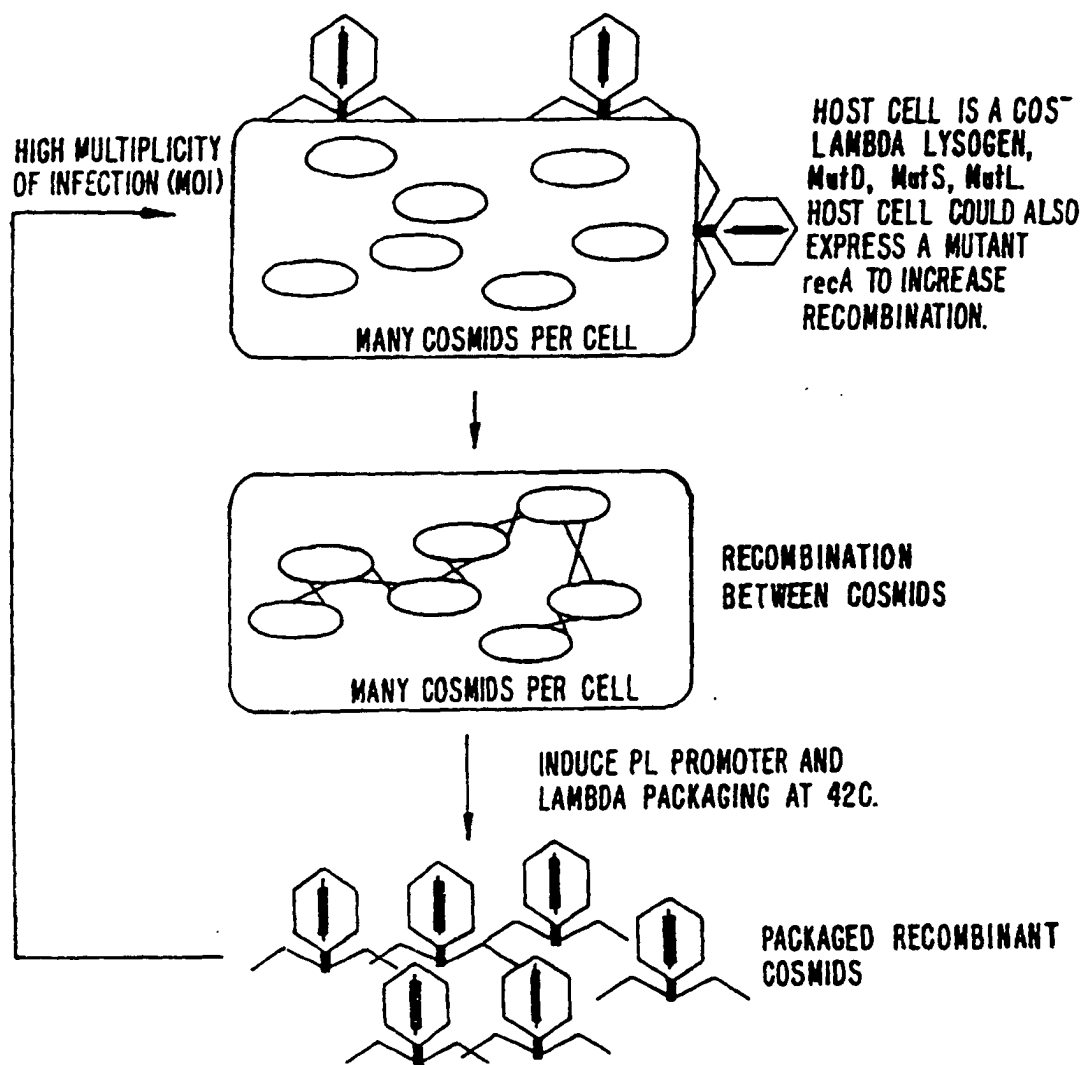 HIGH MULTIPLICITY
OF INFECTION (MOI)
HOST CELL IS A COS⁻
LAMBDA LYSOGEN,
MutD, MutS, MutL.
HOST CELL COULD ALSO
EXPRESS A MUTANT
recA TO INCREASE
RECOMBINATION.
MANY COSMIDS PER CELL
RECOMBINATION
BETWEEN COSMIDS
MANY COSMIDS PER CELL
INDUCE PL PROMOTER AND
LAMBDA PACKAGING AT 42C.
PACKAGED RECOMBINANT
COSMIDS